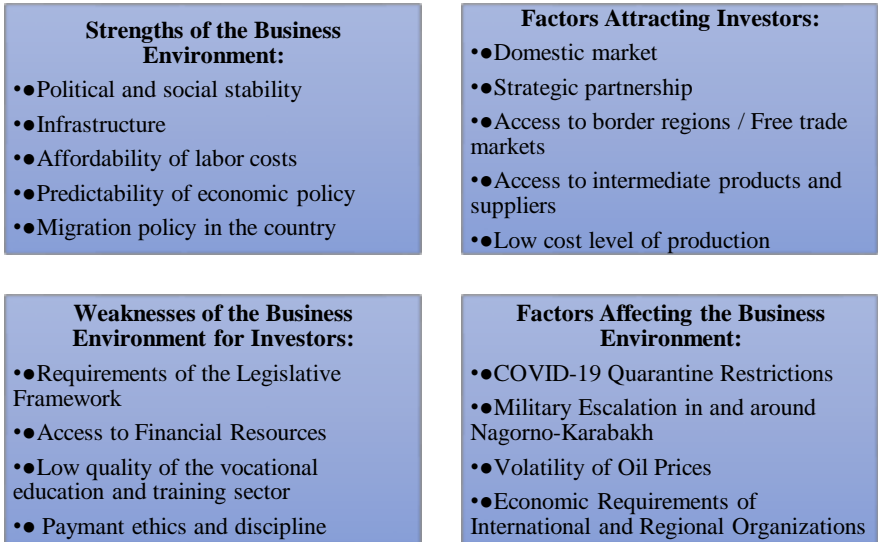 Strengths of the Business
Environment:
•●Political and social stability
•●Infrastructure
•●Affordability of labor costs
•●Predictability of economic policy
•●Migration policy in the country
Factors Attracting Investors:
•●Domestic market
•●Strategic partnership
•●Access to border regions / Free trade
markets
•●Access to intermediate products and
suppliers
•●Low cost level of production
Weaknesses of the Business
Environment for Investors:
•●Requirements of the Legislative
Framework
•●Access to Financial Resources
•●Low quality of the vocational
education and training sector
•● Paymant ethics and discipline
Factors Affecting the Business
Environment:
•●COVID-19 Quarantine Restrictions
•●Military Escalation in and around
Nagorno-Karabakh
•●Volatility of Oil Prices
•●Economic Requirements of
International and Regional Organizations